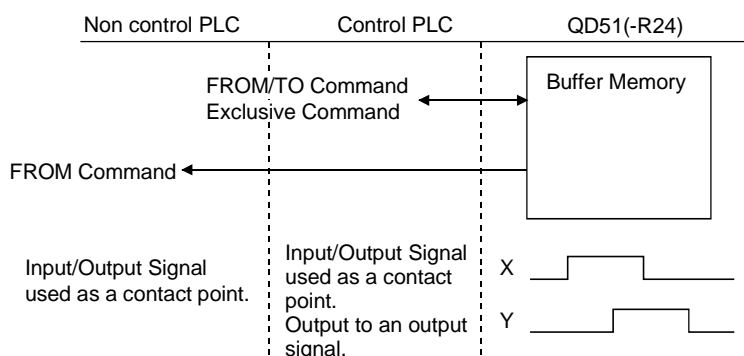 Non control PLC
Control PLC
QD51(-R24)
FROM/TO Command
Exclusive Command
Buffer Memory
FROM Command
Input/Output Signal
used as a contact point.
Input/Output Signal
used as a contact
point.
Output to an output
signal.
X
Y